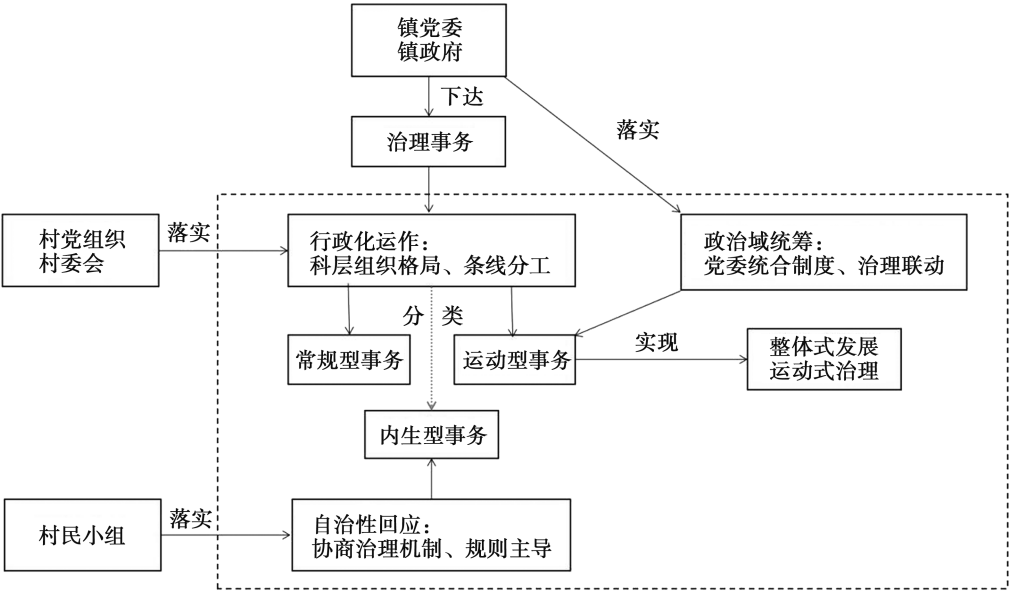 镇党委
镇政府
下达
落实
治理事务
村党组织
村委会
落实
行政化运作：
科层组织格局、条线分工
政治域统筹：
党委统合制度、治理联动
分 类
常规型事务
运动型事务
实现
整体式发展
运动式治理
内生型事务
村民小组
落实
自治性回应：
协商治理机制、规则主导